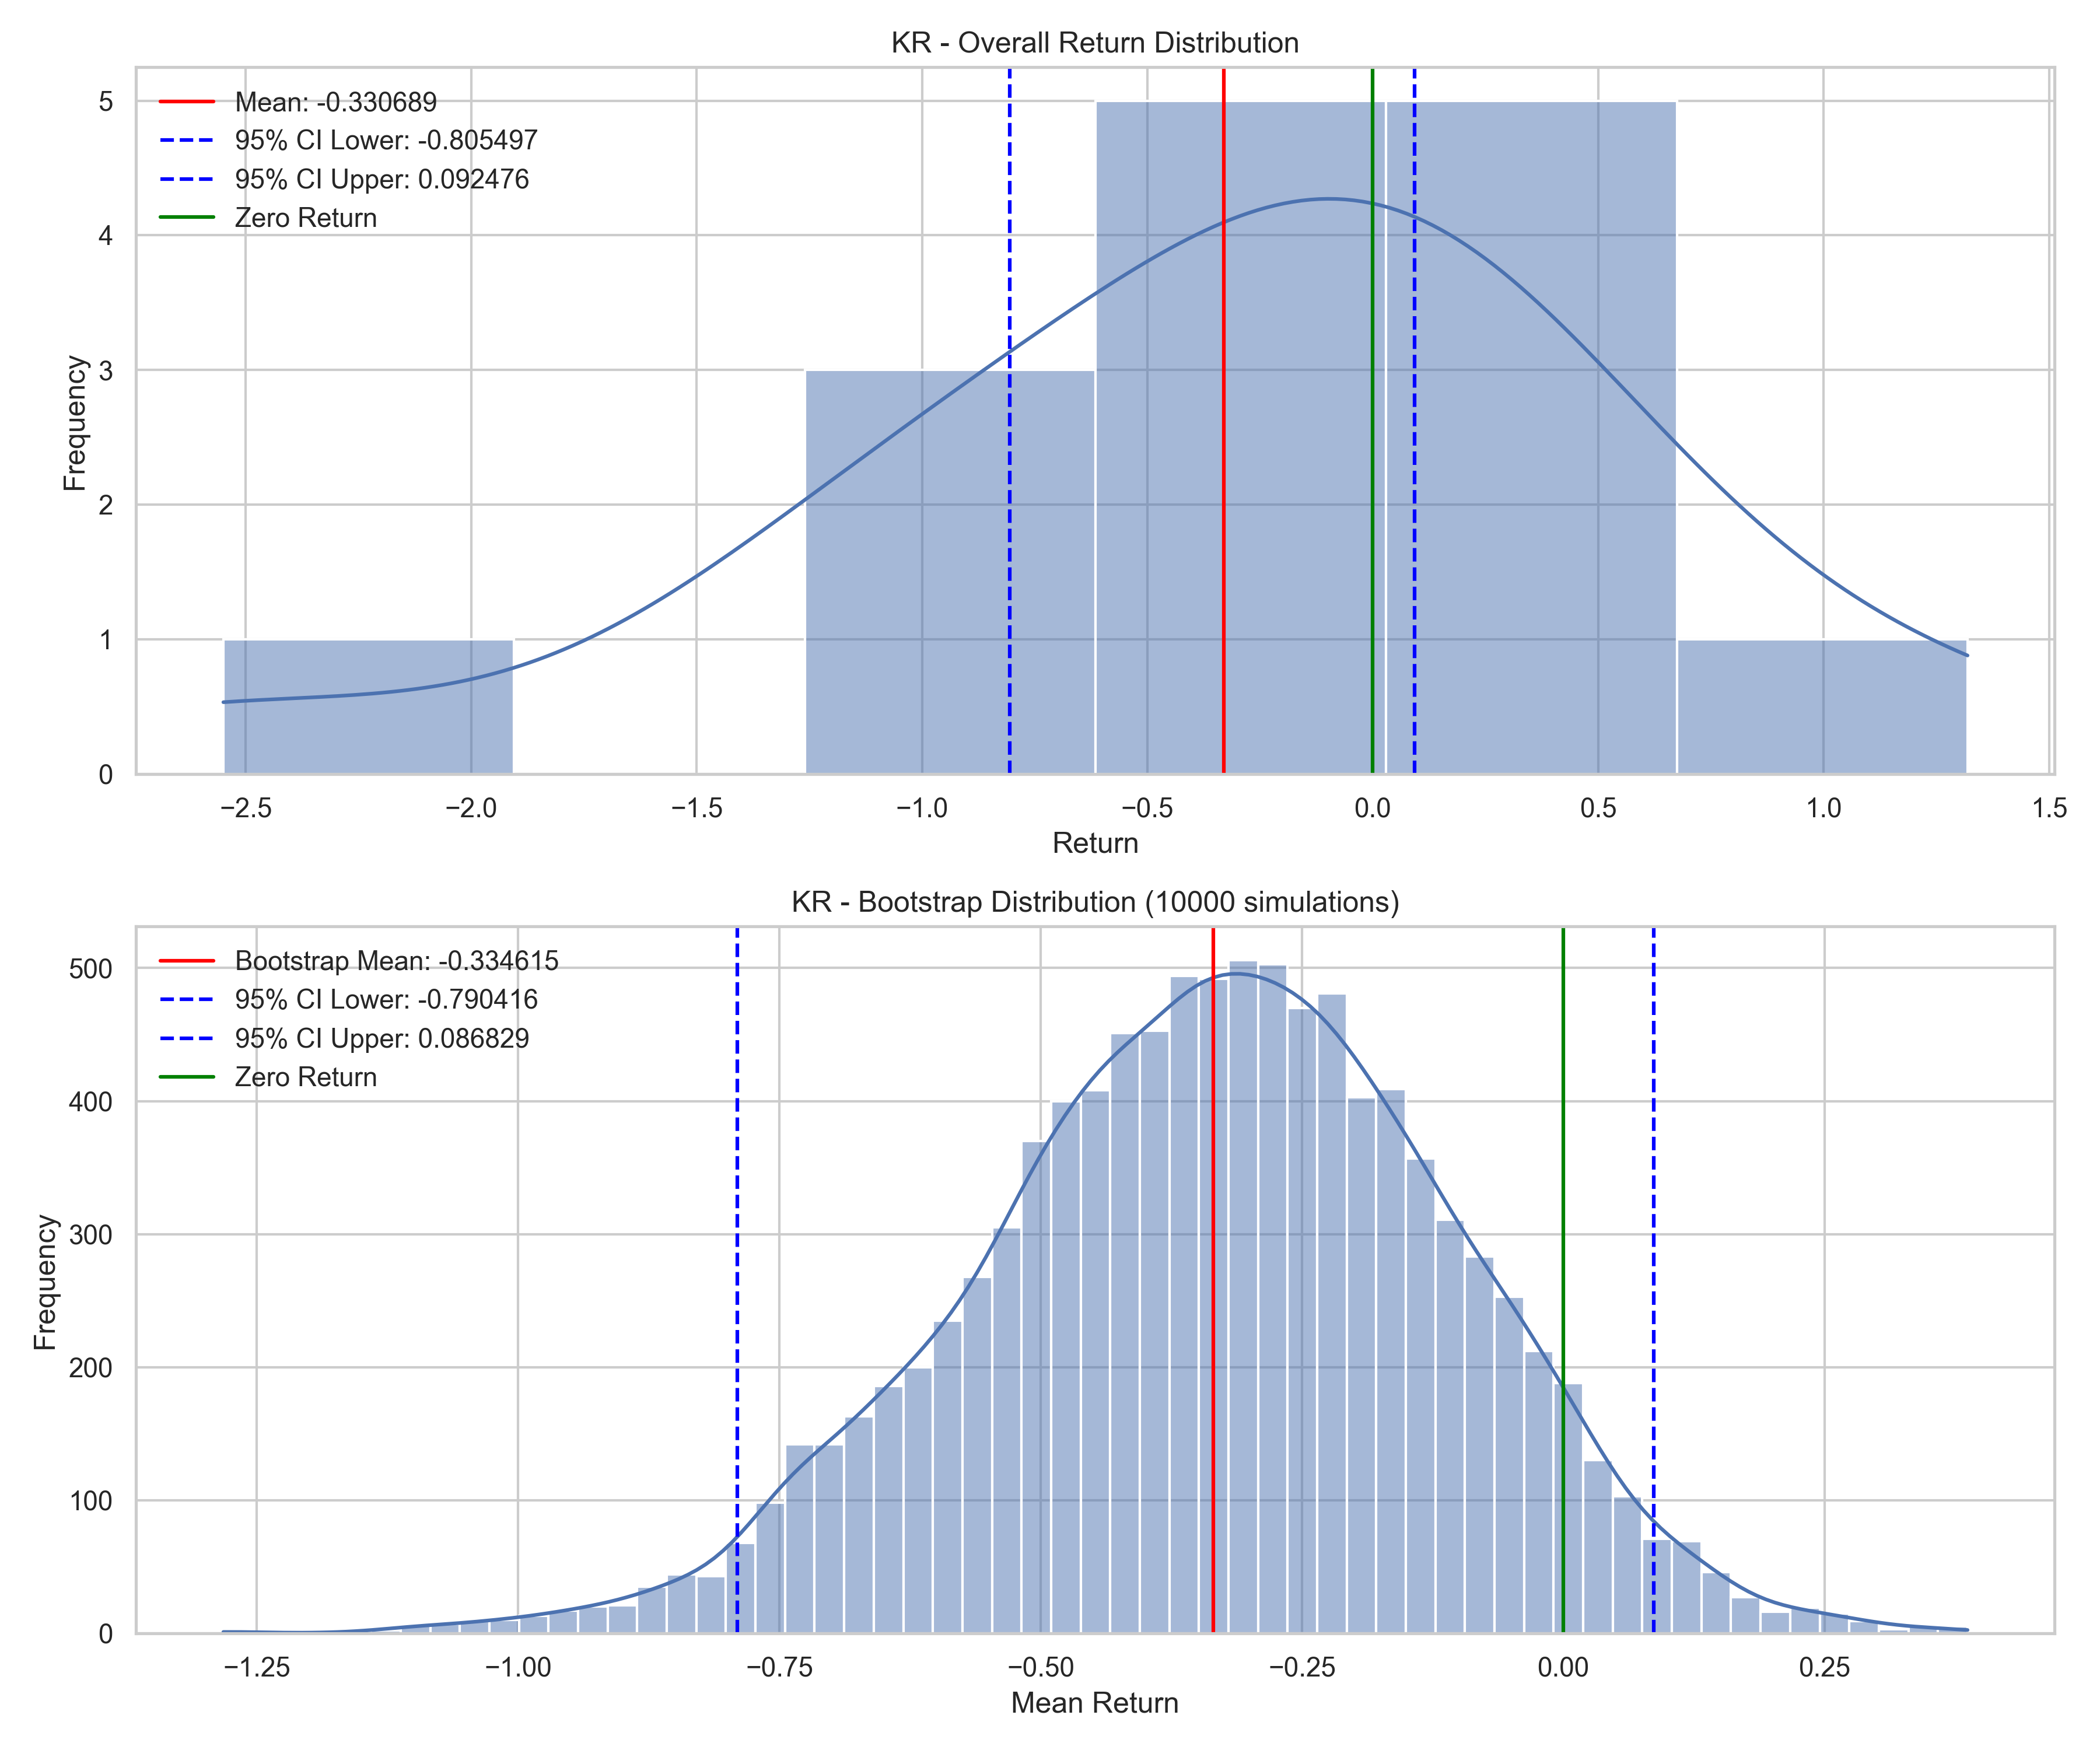 KR - Overall Return Distribution
Mean: -0.330689
95% CI Lower: -0.805497
95% CI Upper: 0.092476
Zero Return
Frequency
5
4
3
2
1
0
−2.5 −2.0 −1.5 −1.0 −0.5 0.0 0.5 1.0 1.5
Return
KR - Bootstrap Distribution (10000 simulations)
Bootstrap Mean: -0.334615
95% CI Lower: -0.790416
95% CI Upper: 0.086829
Zero Return
Frequency
500
400
300
200
100
0
−1.25 −1.00 −0.75 −0.50 −0.25 0.00 0.25
Mean Return